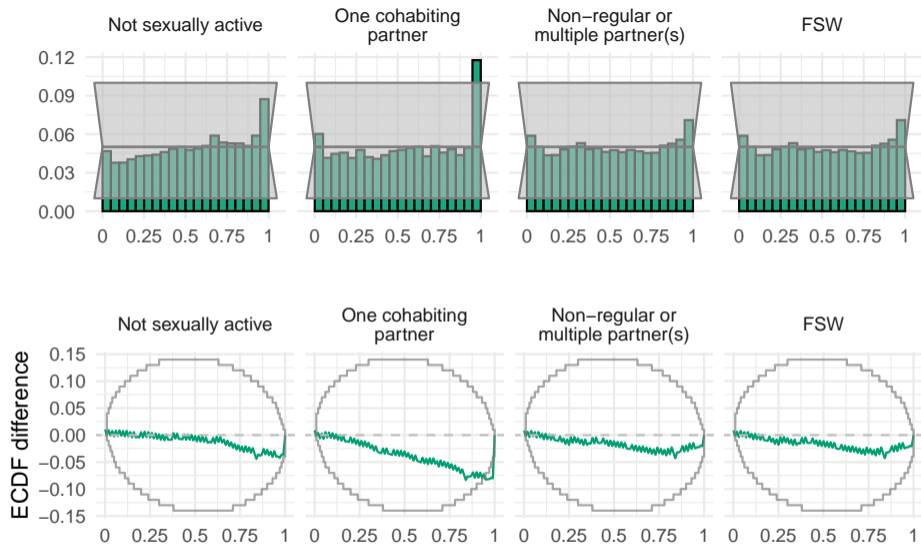 Not sexually active
One cohabiting
partner
Non−regular or
multiple partner(s)
FSW
0.12
0.09
0.06
0.03
0.00
0 0.25 0.5 0.75 1
0 0.25 0.5 0.75 1
0 0.25 0.5 0.75 1
0 0.25 0.5 0.75 1
Not sexually active
One cohabiting
partner
Non−regular or
multiple partner(s)
FSW
ECDF difference
0.15
0.10
0.05
0.00
−0.05
−0.10
−0.15
0 0.25 0.5 0.75 1
0 0.25 0.5 0.75 1
0 0.25 0.5 0.75 1
0 0.25 0.5 0.75 1